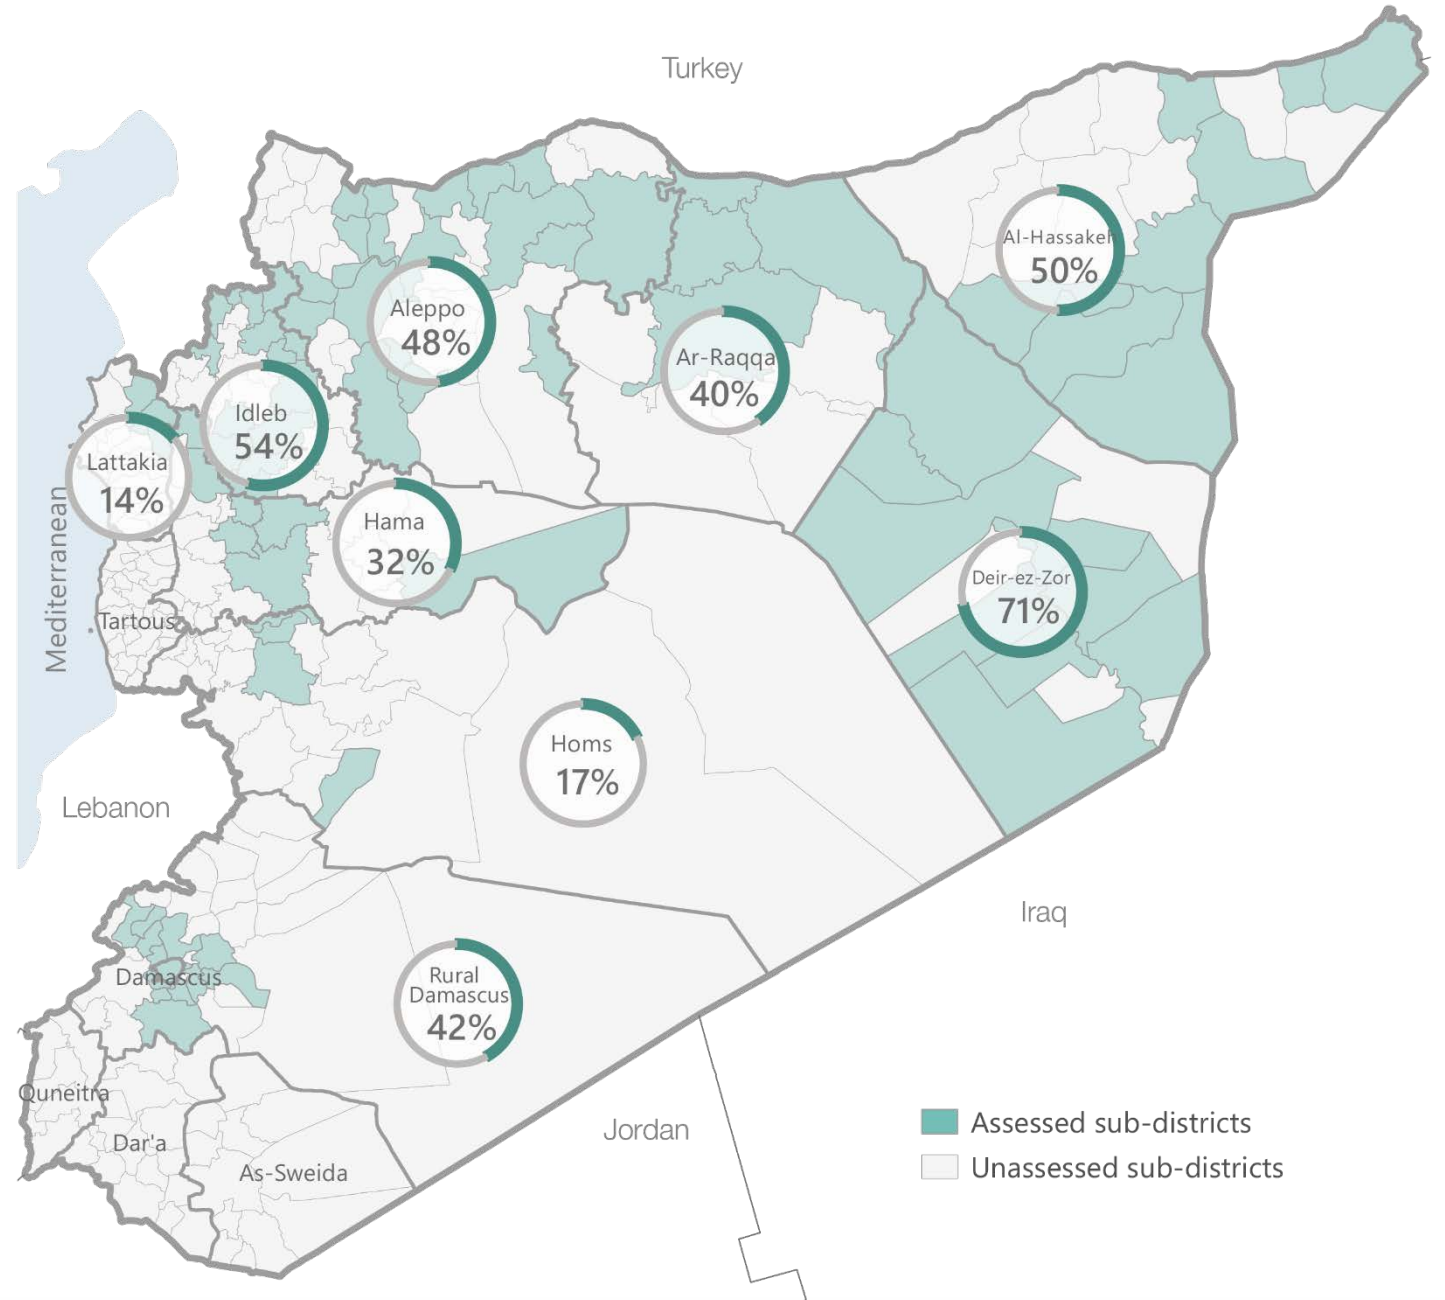 Turkey
Al-Hassakeh
50%
Aleppo
48%
Ar-Raqqa
40%
Idleb
54%
Lattakia
14%
Mediterranean
Hama
32%
Deir-ez-Zor
71%
Tartous
Homs
17%
Lebanon
Iraq
Damascus
Rural
Damascus
42%
Quneitra
Dar'a
As-Sweida
Jordan
Assessed sub-districts
Unassessed sub-districts